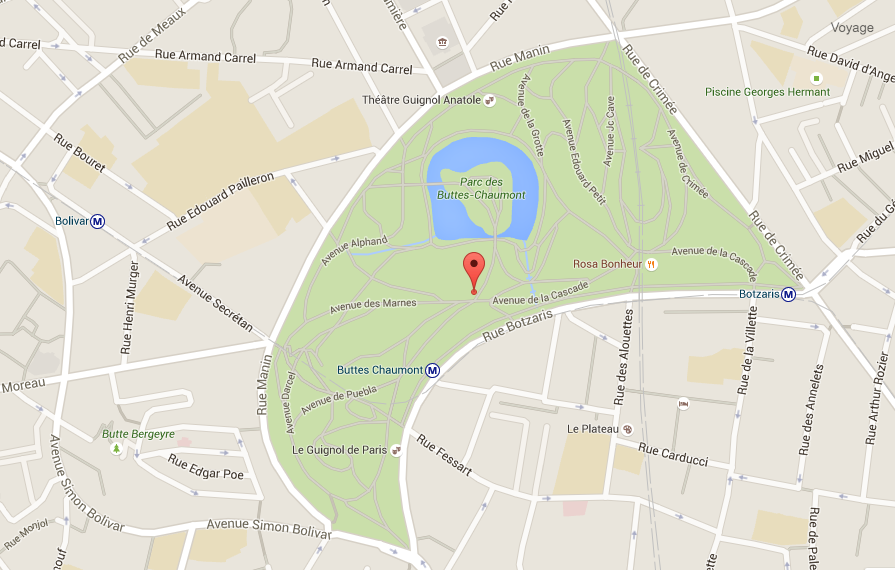 Voyage
Rue Manin
Rue de Crimée
Rue David d'Ange
Piscine Georges Hermant
Rue de Meaux
Rue Armand Carrel
Rue Armand Carrel
d Carrel
Théâtre Guignol Anatole
Avenue de la Grotte
Avenue Edouard Petit
Avenue Jc Cave
Avenue de Crimée
Rue Miguel
Rue Bouret
Rue Edouard Pailleron
Parc des
Buttes-Chaumont
Bolivar
M
Rue de Crimée
Rue du Gé
Avenue Alphand
Rosa Bonheur
Avenue de la Cascade
Avenue Secrétan
Rue Henri Murger
Avenue des Marnes
Avenue de la Cascade
Botzaris
M
Rue Botzaris
Rue Manin
Buttes Chaumont
M
Rue des Alouettes
Rue de la Villette
Rue des Annelets
Rue Arthur Rozier
Moreau
Avenue Darcel
Avenue de Puebla
Butte Bergeyre
Le Guignol de Paris
Rue Fessart
Le Plateau
Rue Carducci
Rue Edgar Poe
Avenue Simon Bolivar
Avenue Simon Bolivar
Rue Monjol
Rue de Pale
lette
nouf